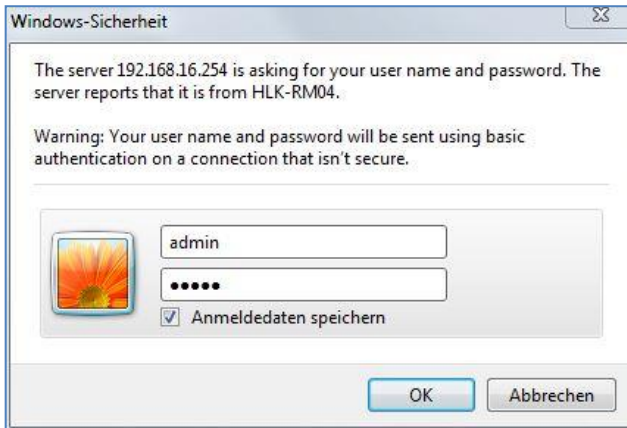 Windows-Sicherheit
The server 192.168.16.254 is asking for your user name and password. The
server reports that it is from HLK-RM04.
Warning: Your user name and password will be sent using basic
authentication on a connection that isn't secure.
admin
●●●●●
Anmeldedaten speichern
OK
Abbrechen